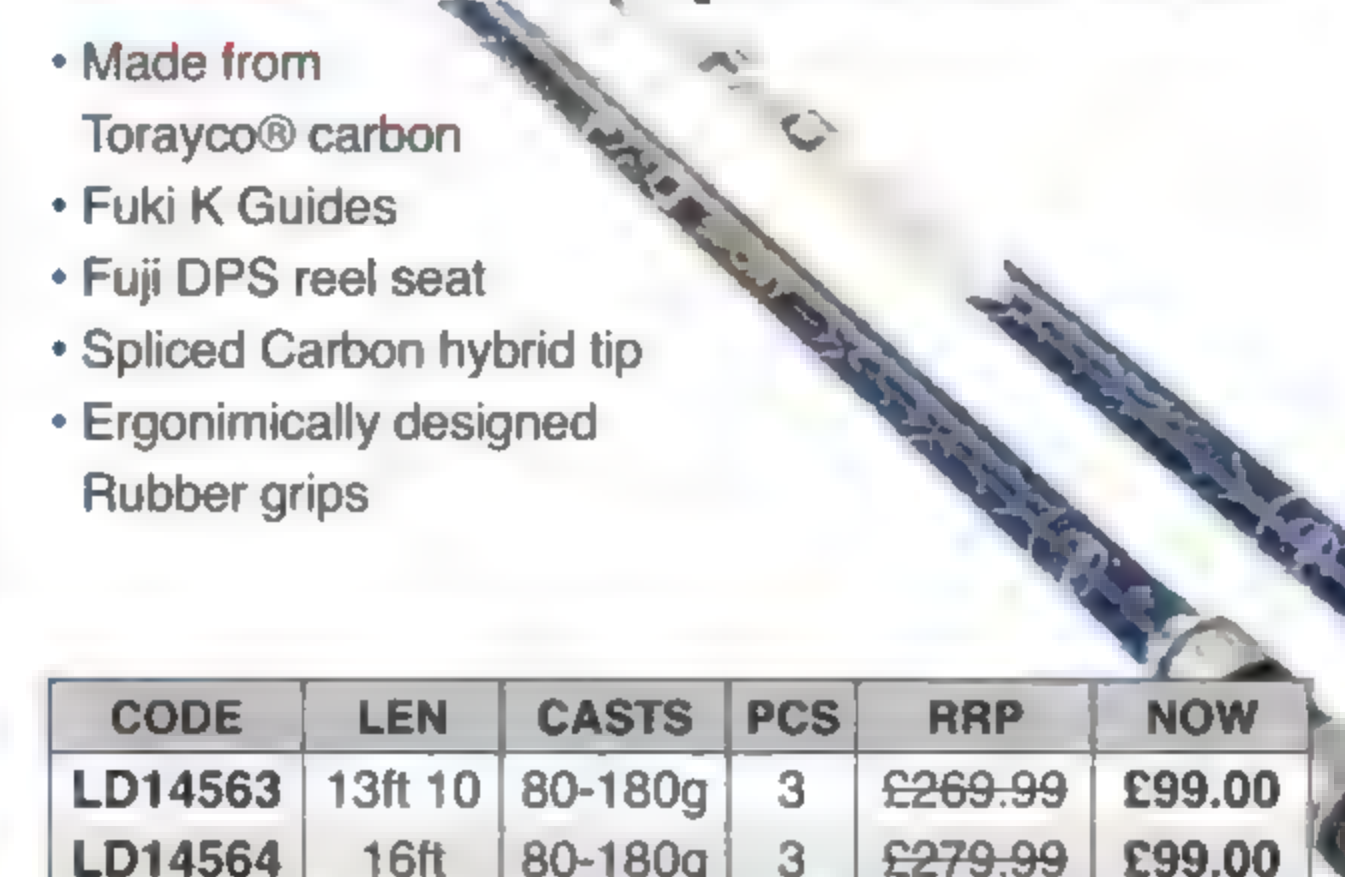 • Made from
Torayco® carbon
• Fuki K Guides
• Fuji DPS reel seat
• Spliced Carbon hybrid tip
• Ergonimically designed
Rubber grips
CODE LEN CASTS PCS RRP NOW
LD14563 13ft 10 80-180g 3 £269.99 £99.00
LD14564 16ft 80-180g 3 £279.99 £99.00